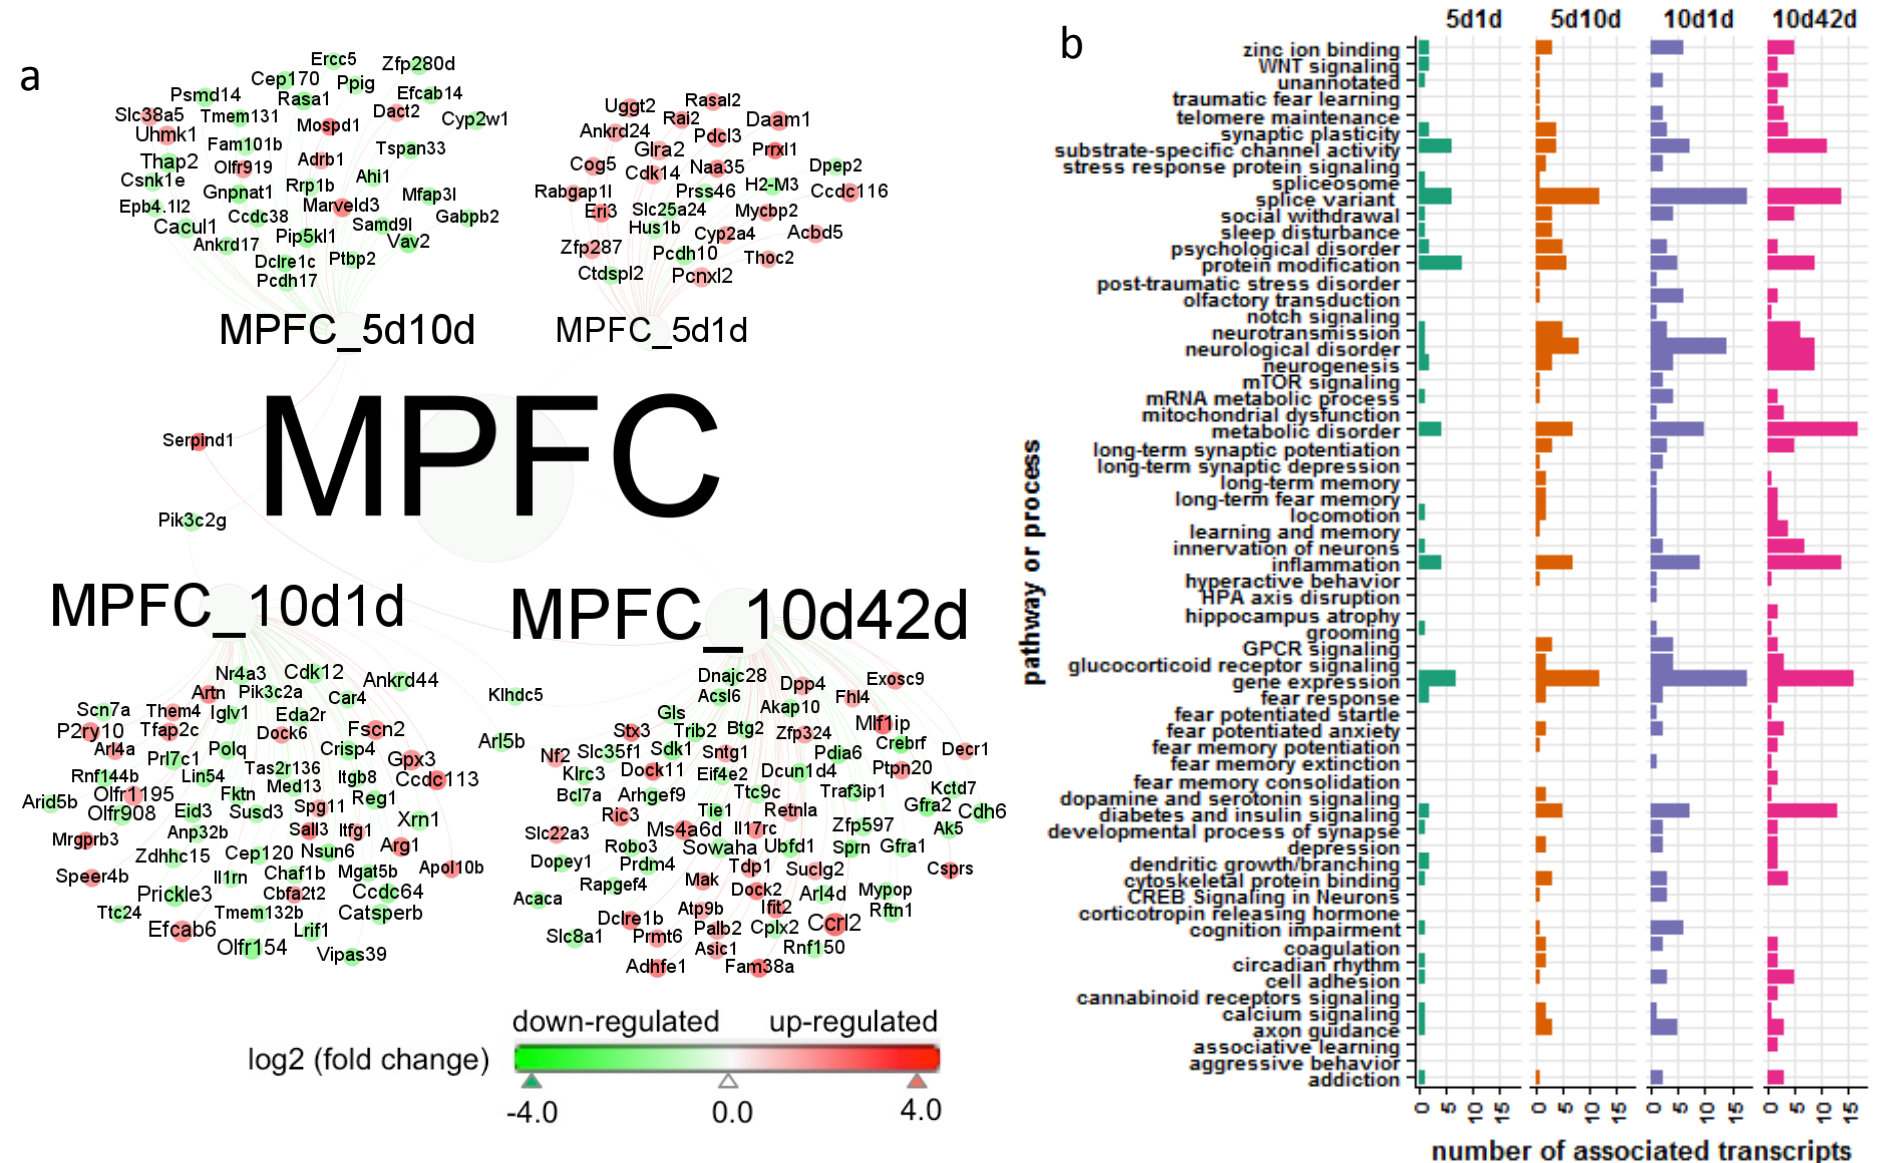 a
Ercc5
Zfp280d
Cep170
Ppig
Psmd14
Rasa1
Efcab14
Slc38a5
Tmem131
Dact2
Cyp2w1
Uhmk1
Mospd1
Fam101b
Tspan33
Thap2
Olfr919
Adrb1
Csnk1e
Gnpnat1
Rrp1b
Ahi1
Mfap3l
Epb4.1l2
Ccdc38
Marveld3
Gabpb2
Cacul1
Samd9l
Ankrd17
Pip5kl1
Vav2
Dclre1c
Ptbp2
Pcdh17
MPFC_5d10d
Uggt2
Rasal2
Rai2
Daam1
Ankrd24
Pdcl3
Glra2
Prrxl1
Cog5
Naa35
Dpep2
Cdk14
Rabgap1l
Prss46
H2-M3
Ccdc116
Eri3
Slc25a24
Mycbp2
Hus1b
Cyp2a4
Acbd5
Zfp287
Pcdh10
Thoc2
Ctdspl2
Pcnxl2
MPFC_5d1d
MPFC
Serpind1
Pik3c2g
MPFC_10d1d
MPFC_10d42d
Nr4a3
Cdk12
Ankrd44
Artn
Pik3c2a
Car4
Scn7a
Them4
Iglv1
Eda2r
P2ry10
Tfap2c
Dock6
Fscn2
Arl4a
Prl7c1
Polq
Crisp4
Gpx3
Rnf144b
Lin54
Tas2r136
Itgb8
Ccdc113
Arid5b
Olfr1195
Fktn
Med13
Reg1
Olfr908
Eid3
Susd3
Spg11
Xrn1
Mrgprb3
Anp32b
Sall3
Itfg1
Zdhhc15
Cep120
Nsun6
Arg1
Speer4b
Il1rn
Chaf1b
Mgat5b
Apol10b
Prickle3
Cbfa2t2
Ccdc64
Ttc24
Tmem132b
Catsperb
Efcab6
Lrif1
Olfr154
Vipas39
Klhdc5
Arl5b
Dnajc28
Exosc9
Acsl6
Dpp4
Fhl4
Gls
Akap10
Stx3
Trib2
Btg2
Zfp324
Mlf1ip
Nf2
Slc35f1
Sdk1
Sntg1
Pdia6
Crebrf
Decr1
Klrc3
Dock11
Eif4e2
Dcun1d4
Ptpn20
Bcl7a
Arhgef9
Ttc9c
Traf3ip1
Kctd7
Ric3
Tie1
Retnla
Gfra2
Cdh6
Slc22a3
Ms4a6d
Il17rc
Zfp597
Ak5
Robo3
Sowaha
Ubfd1
Sprn
Gfra1
Dopey1
Prdm4
Tdp1
Suclg2
Csprs
Rapgef4
Mak
Dock2
Arl4d
Mypop
Acaca
Atp9b
Ifit2
Rftn1
Dclre1b
Palb2
Cplx2
Ccrl2
Slc8a1
Prmt6
Asic1
Rnf150
Adhfe1
Fam38a
down-regulated up-regulated
log2 (fold change)
-4.0 0.0 4.0
b
5d1d 5d10d 10d1d 10d42d
pathway or process
zinc ion binding
WNT signaling
unannotated
traumatic fear learning
telomere maintenance
synaptic plasticity
substrate-specific channel activity
stress response protein signaling
spliceosome
splice variant
social withdrawal
sleep disturbance
psychological disorder
protein modification
post-traumatic stress disorder
olfactory transduction
notch signaling
neurotransmission
neurological disorder
neurogenesis
mTOR signaling
mRNA metabolic process
mitochondrial dysfunction
metabolic disorder
long-term synaptic potentiation
long-term synaptic depression
long-term memory
long-term fear memory
locomotion
learning and memory
innervation of neurons
inflammation
hyperactive behavior
HPA axis disruption
hippocampus atrophy
grooming
GPCR signaling
glucocorticoid receptor signaling
gene expression
fear response
fear potentiated startle
fear potentiated anxiety
fear memory potentiation
fear memory extinction
fear memory consolidation
dopamine and serotonin signaling
diabetes and insulin signaling
developmental process of synapse
depression
dendritic growth/branching
cytoskeletal protein binding
CREB Signaling in Neurons
corticotropin releasing hormone
cognition impairment
coagulation
circadian rhythm
cell adhesion
cannabinoid receptors signaling
calcium signaling
axon guidance
associative learning
aggressive behavior
addiction
0 5 10 15 0 5 10 15 0 5 10 15 0 5 10 15
number of associated transcripts